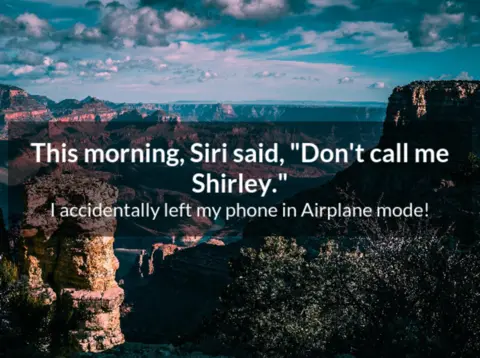 This morning, Siri said, "Don't call me
Shirley."
I accidentally left my phone in Airplane mode!